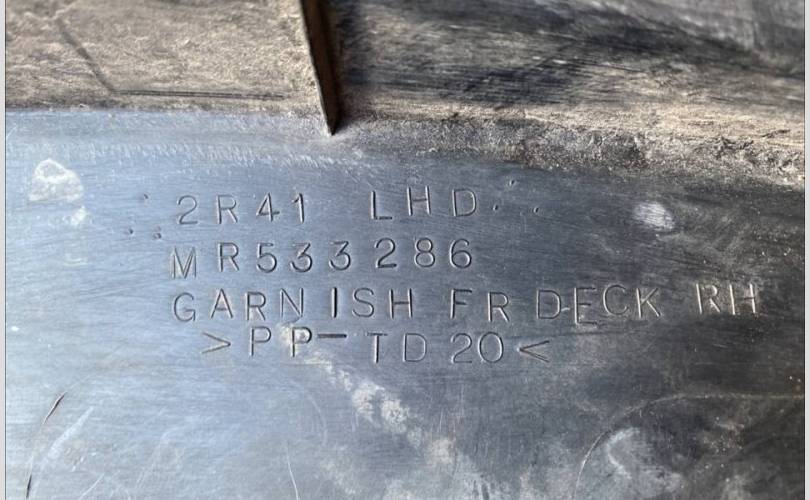 2R41 LHD
MR533286
GARNISH FR DECK RH
>PP-TD20<